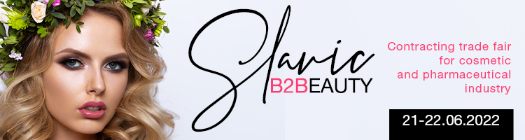 Slavic
B2BEAUTY
Contracting trade fair
for cosmetic
and pharmaceutical
industry
21-22.06.2022